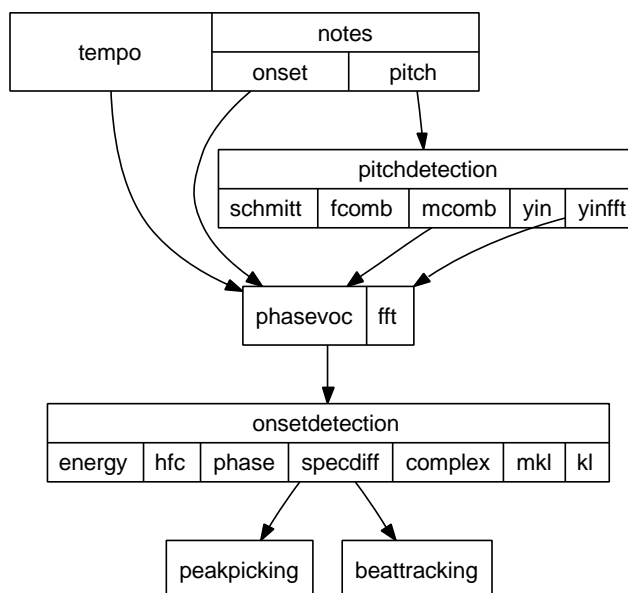 tempo
notes
onset pitch
pitchdetection
schmitt fcomb mcomb yin yinfft
phasevoc fft
onsetdetection
energy hfc phase specdiff complex mkl kl
peakpicking beattracking